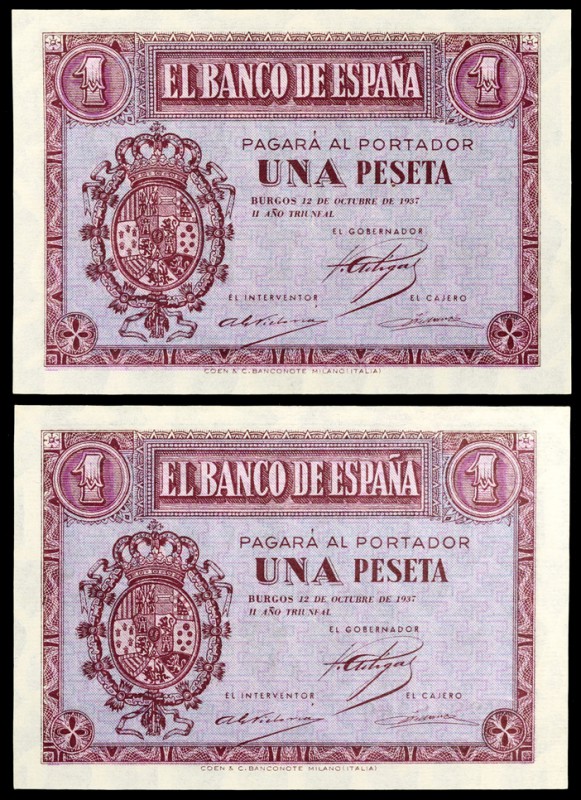 1 EL BANCO DE ESPAÑA 1
PAGARÁ AL PORTADOR
UNA PESETA
BURGOS 12 DE OCTUBRE DE 1937
II AÑO TRIUNFAL
EL GOBERNADOR
EL INTERVENTOR EL CAJERO
COEN & C. BANCONOTE MILANO (ITALIA)
1 EL BANCO DE ESPAÑA 1
PAGARÁ AL PORTADOR
UNA PESETA
BURGOS 12 DE OCTUBRE DE 1937
II AÑO TRIUNFAL
EL GOBERNADOR
EL INTERVENTOR EL CAJERO
COEN & C. BANCONOTE MILANO (ITALIA)